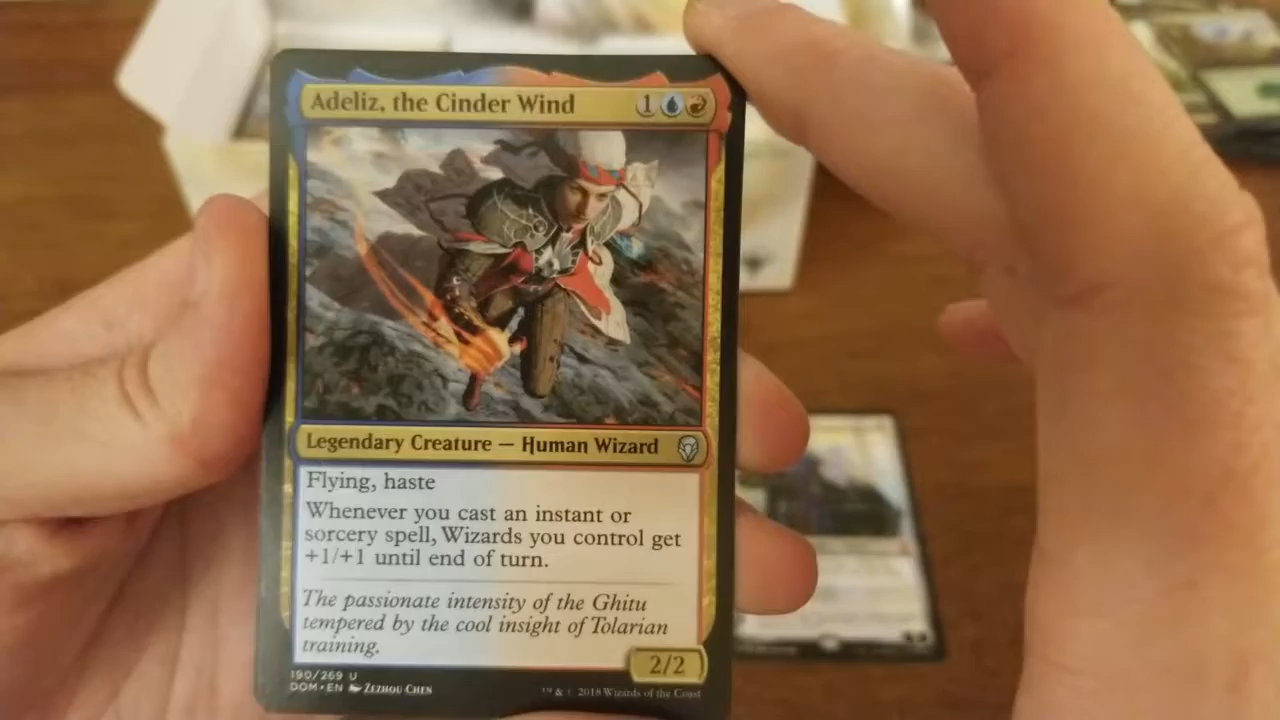 Adeliz, the Cinder Wind 1
Legendary Creature — Human Wizard
Flying, haste
Whenever you cast an instant or
sorcery spell, Wizards you control get
+1/+1 until end of turn.
The passionate intensity of the Ghitu
tempered by the cool insight of Tolarian
training.
2/2
190/269 U
DOM • EN Zezhou Chen
™ & © 2018 Wizards of the Coast